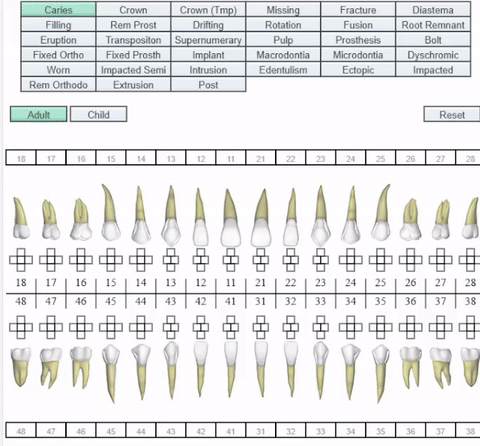 Caries Crown Crown (Tmp) Missing Fracture Diastema
Filling Rem Prost Drifting Rotation Fusion Root Remnant
Eruption Transpositon Supernumerary Pulp Prosthesis Bolt
Fixed Ortho Fixed Prosth Implant Macrodontia Microdontia Dyschromic
Worn Impacted Semi Intrusion Edentulism Ectopic Impacted
Rem Orthodo Extrusion Post
Adult Child Reset
18 17 16 15 14 13 12 11 21 22 23 24 25 26 27 28
18 17 16 15 14 13 12 11 21 22 23 24 25 26 27 28
48 47 46 45 44 43 42 41 31 32 33 34 35 36 37 38
48 47 46 45 44 43 42 41 31 32 33 34 35 36 37 38